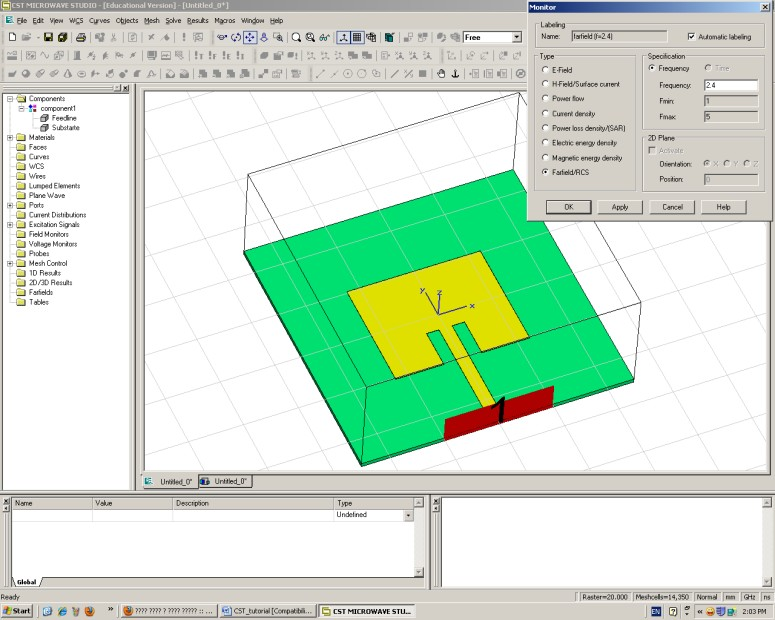 CST MICROWAVE STUDIO - [Educational Version] - [Untitled_0*]
File Edit View WCS Curves Objects Mesh Solve Results Macros Window Help
Free
Components
component1
Feedline
Substarte
Materials
Faces
Curves
WCS
Wires
Lumped Elements
Plane Wave
Ports
Current Distributions
Excitation Signals
Field Monitors
Voltage Monitors
Probes
Mesh Control
1D Results
2D/3D Results
Farfields
Tables
y z x
1
Monitor
Labeling
Name: farfield (f=2.4) Automatic labeling
Type
E-Field
H-Field/Surface current
Power flow
Current density
Power loss density/(SAR)
Electric energy density
Magnetic energy density
Farfield/RCS
Specification
Frequency Time
Frequency: 2.4
Fmin: 1
Fmax: 5
2D Plane
Activate
Orientation: X Y Z
Position: 0
OK Apply Cancel Help
Untitled_0* Untitled_0*
Name Value Description Type
Undefined
Global
Ready Raster=20.000 Meshcells=14,350 Normal mm GHz ns
Start » ???? ???? ? ???? ????? :: ... CST_tutorial [Compatibili... CST MICROWAVE STU... EN « 2:03 PM